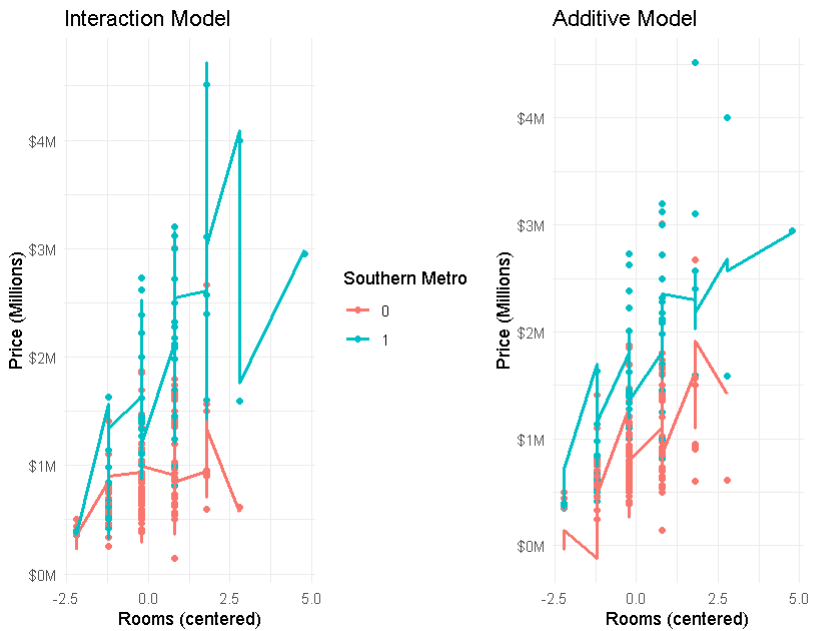 Interaction Model
Additive Model
Price (Millions)
$4M
$3M
$2M
$1M
$0M
-2.5
0.0
2.5
5.0
Rooms (centered)
Southern Metro
0
1
Price (Millions)
$4M
$3M
$2M
$1M
$0M
-2.5
0.0
2.5
5.0
Rooms (centered)